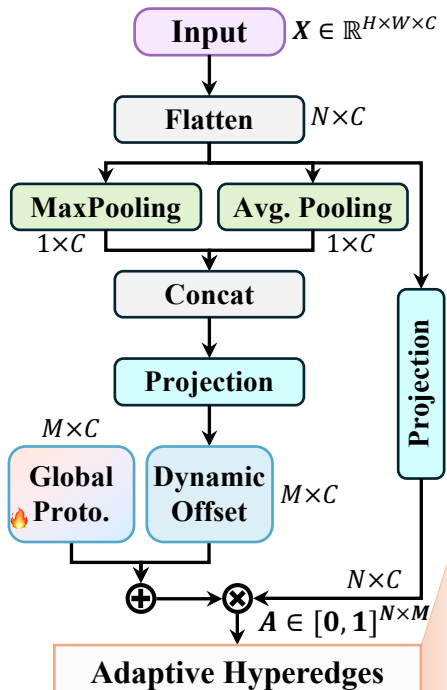 Input
X ∈ ℝ^{H×W×C}
Flatten
N×C
MaxPooling
Avg. Pooling
1×C
1×C
Concat
Projection
Projection
M×C
Global
Proto.
Dynamic
Offset
M×C
N×C
A ∈ [0, 1]^{N×M}
Adaptive Hyperedges